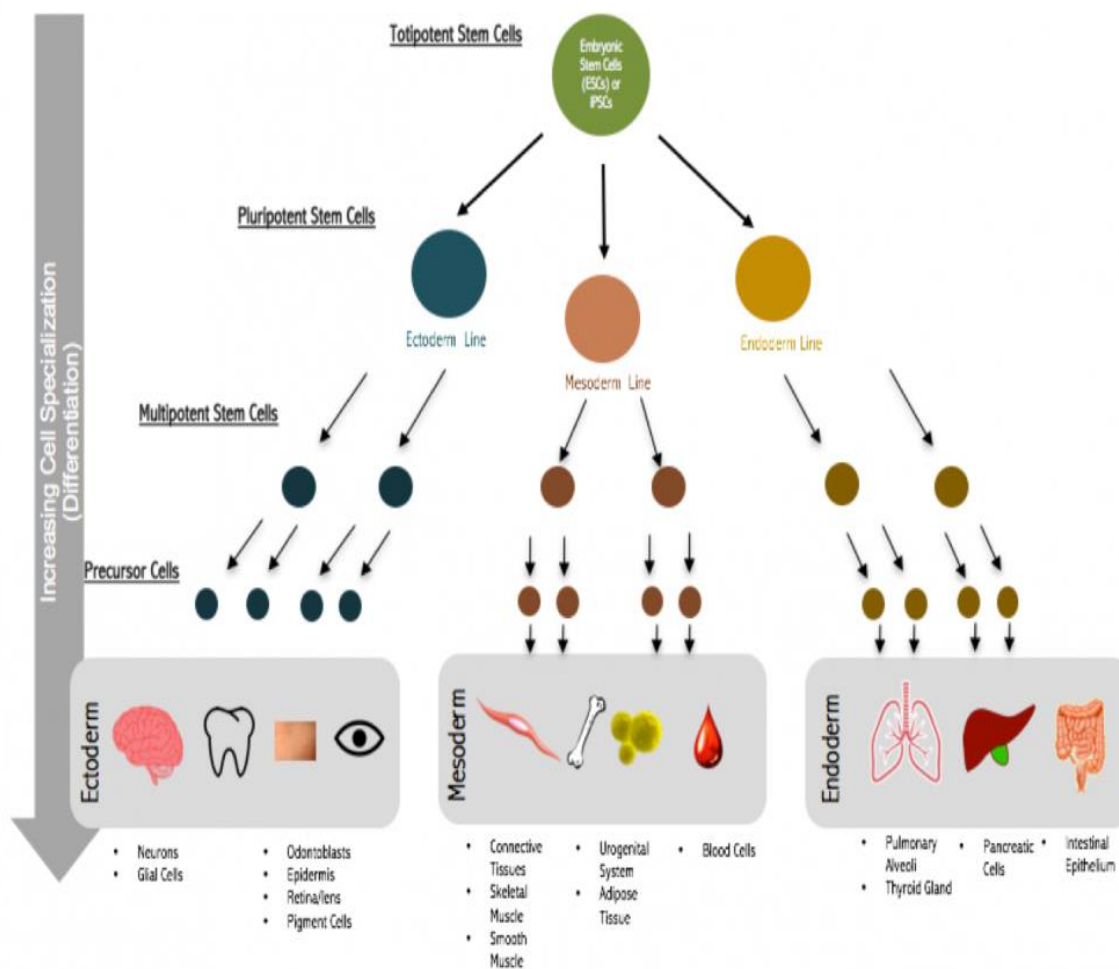 Totipotent Stem Cells
Embryonic
Stem Cells
(ESCs) or
iPSCs
Pluripotent Stem Cells
Ectoderm Line
Mesoderm Line
Endoderm Line
Multipotent Stem Cells
Precursor Cells
Increasing Cell Specialization
(Differentiation)
Ectoderm
Mesoderm
Endoderm
• Neurons
• Glial Cells
• Odontoblasts
• Epidermis
• Retina/lens
• Pigment Cells
• Connective
Tissues
• Skeletal
Muscle
• Smooth
Muscle
• Urogenital
System
• Adipose
Tissue
• Blood Cells
• Pulmonary
Alveoli
• Thyroid Gland
• Pancreatic
Cells
• Intestinal
Epithelium